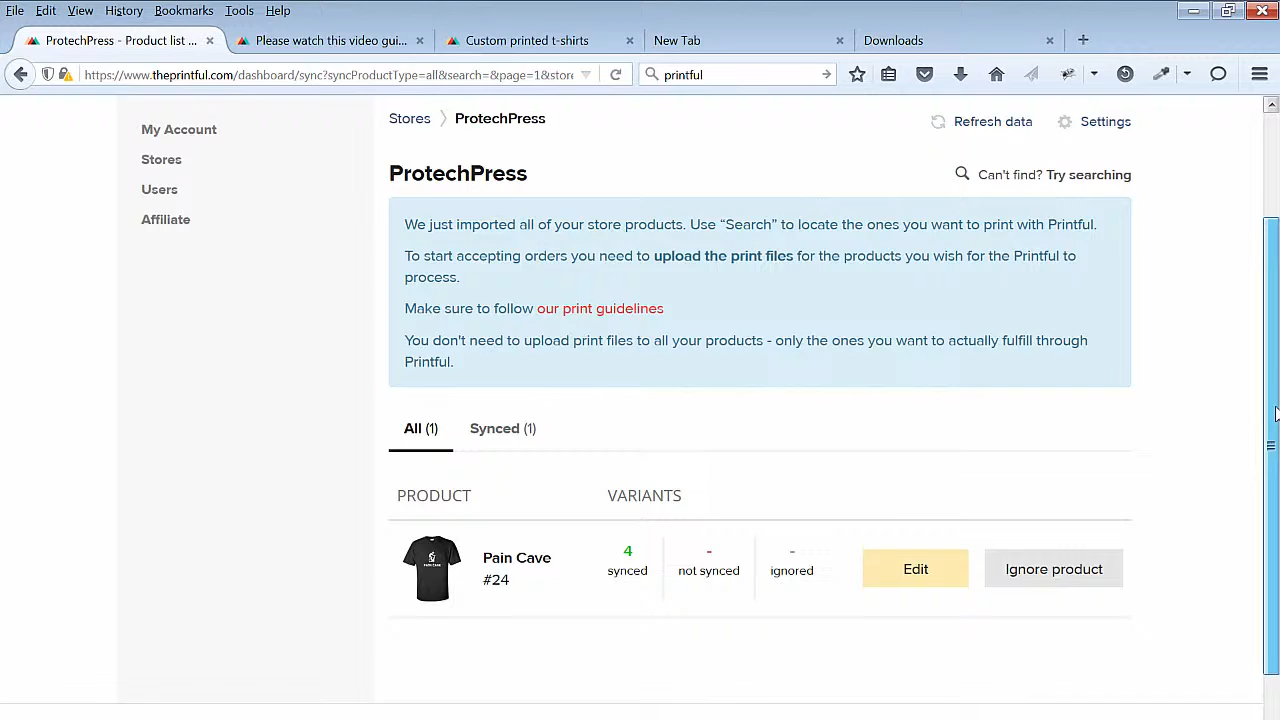 File Edit View History Bookmarks Tools Help
ProtechPress - Product list ... × Please watch this video gui... × Custom printed t-shirts × New Tab × Downloads × +
https://www.theprintful.com/dashboard/sync?syncProductType=all&search=&page=1&store printful
My Account
Stores
Users
Affiliate
Stores ProtechPress
Refresh data Settings
ProtechPress
Can't find? Try searching
We just imported all of your store products. Use “Search” to locate the ones you want to print with Printful.
To start accepting orders you need to upload the print files for the products you wish for the Printful to
process.
Make sure to follow our print guidelines
You don't need to upload print files to all your products - only the ones you want to actually fulfill through
Printful.
All (1) Synced (1)
PRODUCT VARIANTS
PAIN CAVE
Pain Cave
#24
4 - -
synced not synced ignored
Edit Ignore product